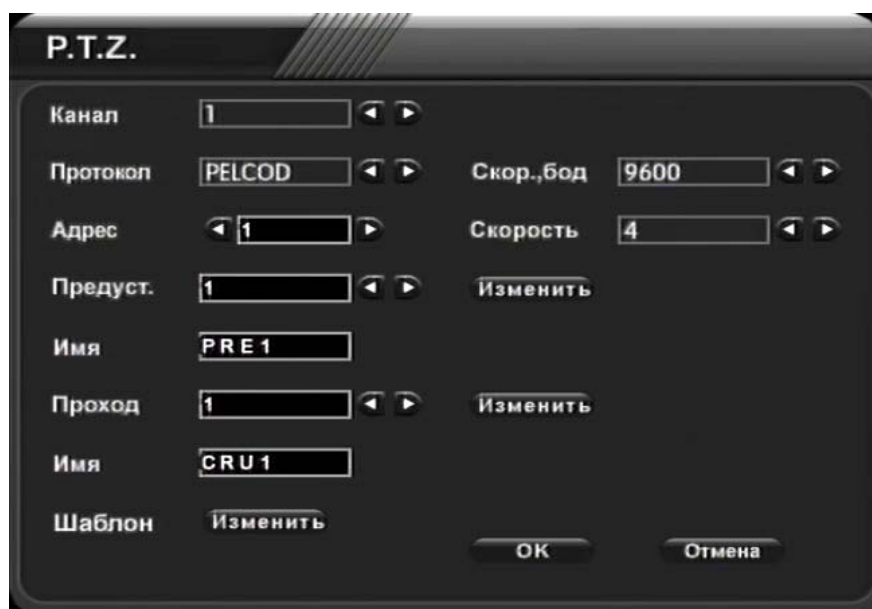 P.T.Z.
Канал 1
Протокол PELCOD Скор.,бод 9600
Адрес 1 Скорость 4
Предуст. 1 Изменить
Имя PRE1
Проход 1 Изменить
Имя CRU1
Шаблон Изменить
OK Отмена